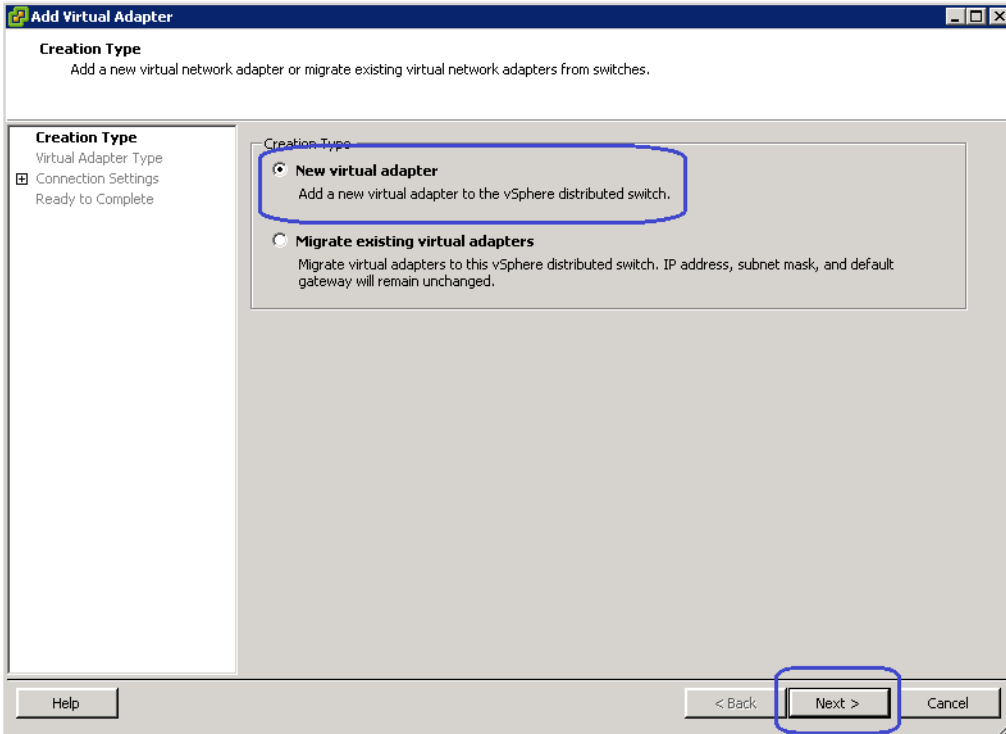 Add Virtual Adapter
Creation Type
Add a new virtual network adapter or migrate existing virtual network adapters from switches.
Creation Type
Virtual Adapter Type
Connection Settings
Ready to Complete
Creation Type
New virtual adapter
Add a new virtual adapter to the vSphere distributed switch.
Migrate existing virtual adapters
Migrate virtual adapters to this vSphere distributed switch. IP address, subnet mask, and default
gateway will remain unchanged.
Help
< Back
Next >
Cancel